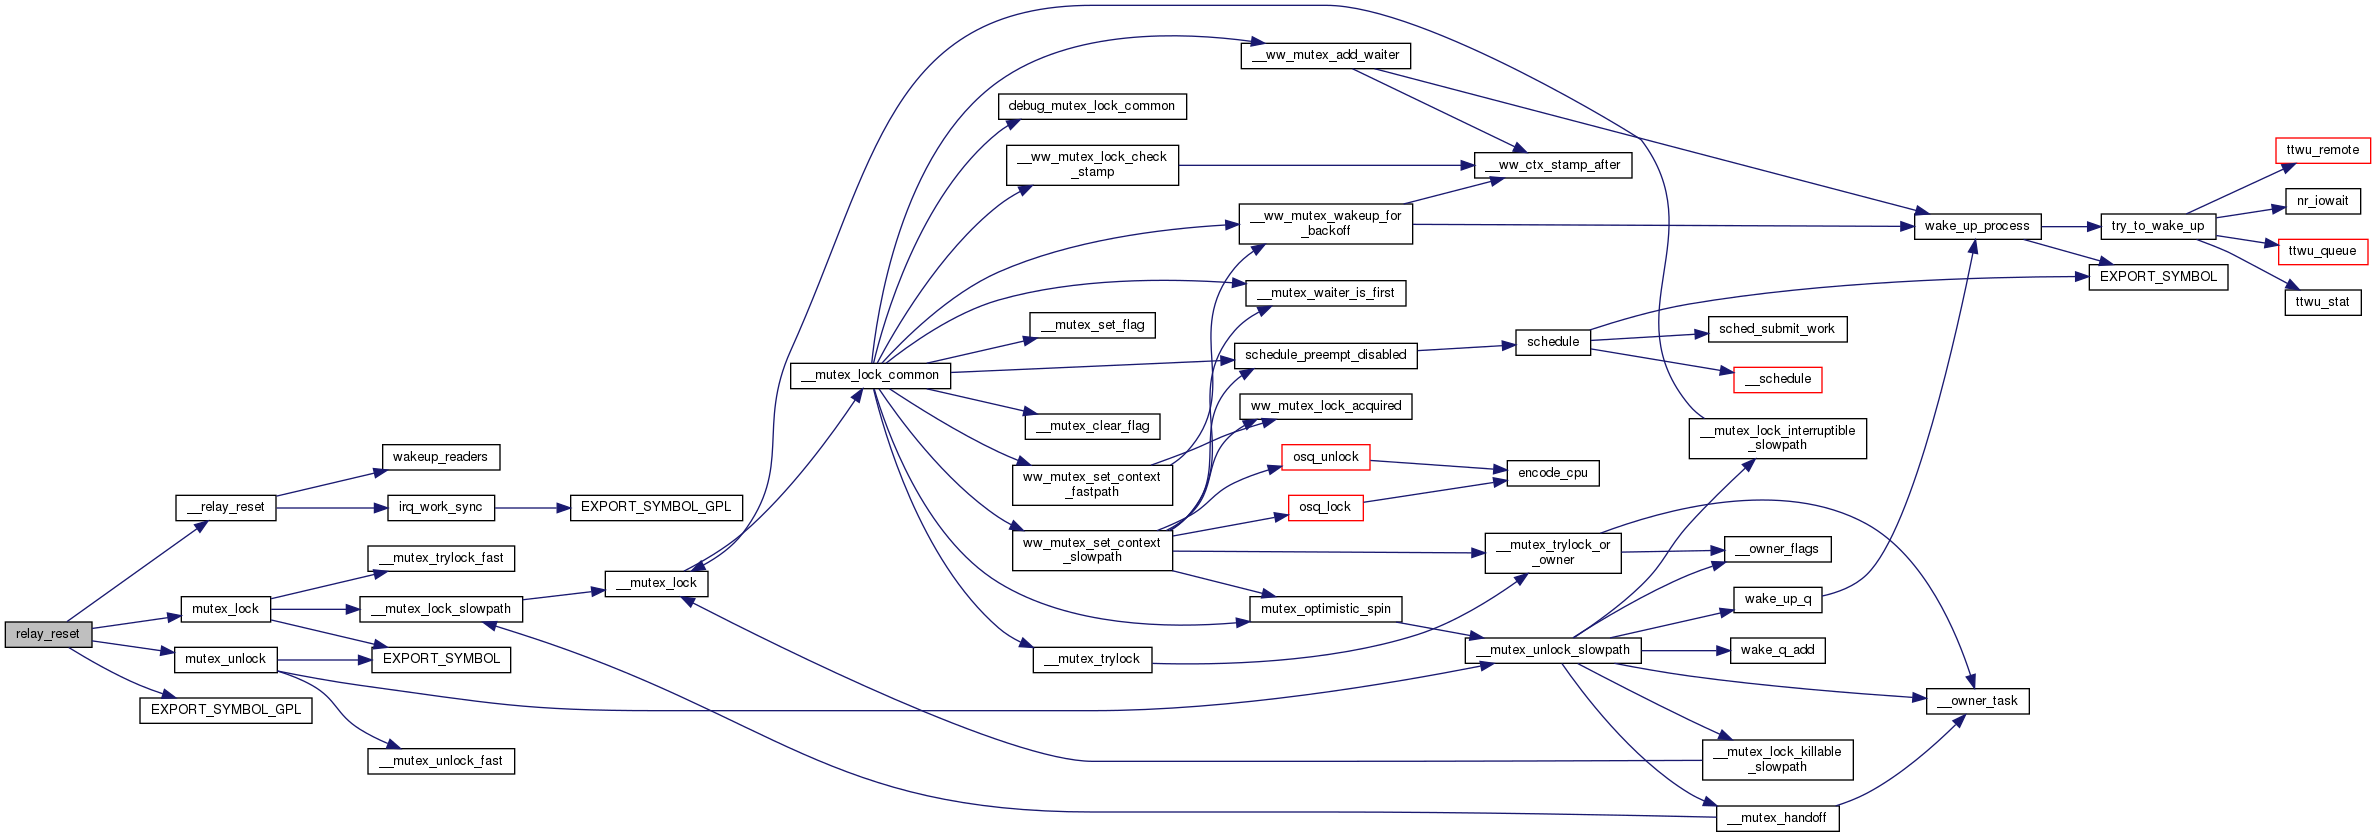 relay_reset
__relay_reset
mutex_lock
mutex_unlock
EXPORT_SYMBOL_GPL
wakeup_readers
irq_work_sync
__mutex_trylock_fast
__mutex_lock_slowpath
EXPORT_SYMBOL
__mutex_unlock_fast
EXPORT_SYMBOL_GPL
__mutex_lock
__mutex_lock_common
debug_mutex_lock_common
__ww_mutex_lock_check
_stamp
__mutex_set_flag
__mutex_clear_flag
ww_mutex_set_context
_fastpath
ww_mutex_set_context
_slowpath
__mutex_trylock
__ww_mutex_add_waiter
__ww_mutex_wakeup_for
_backoff
__mutex_waiter_is_first
schedule_preempt_disabled
ww_mutex_lock_acquired
osq_unlock
osq_lock
mutex_optimistic_spin
__ww_ctx_stamp_after
schedule
encode_cpu
__mutex_trylock_or
_owner
__mutex_unlock_slowpath
sched_submit_work
__schedule
__mutex_lock_interruptible
_slowpath
__owner_flags
wake_up_q
wake_q_add
__mutex_lock_killable
_slowpath
__mutex_handoff
wake_up_process
__owner_task
try_to_wake_up
EXPORT_SYMBOL
ttwu_remote
nr_iowait
ttwu_queue
ttwu_stat